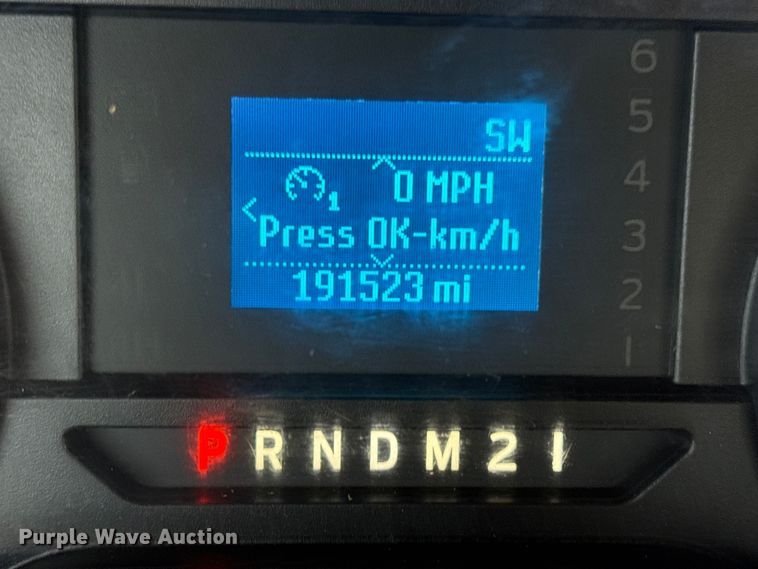 SW
1
0 MPH
Press OK-km/h
191523 mi
6
5
4
3
2
1
P R N D M 2 1
Purple Wave Auction